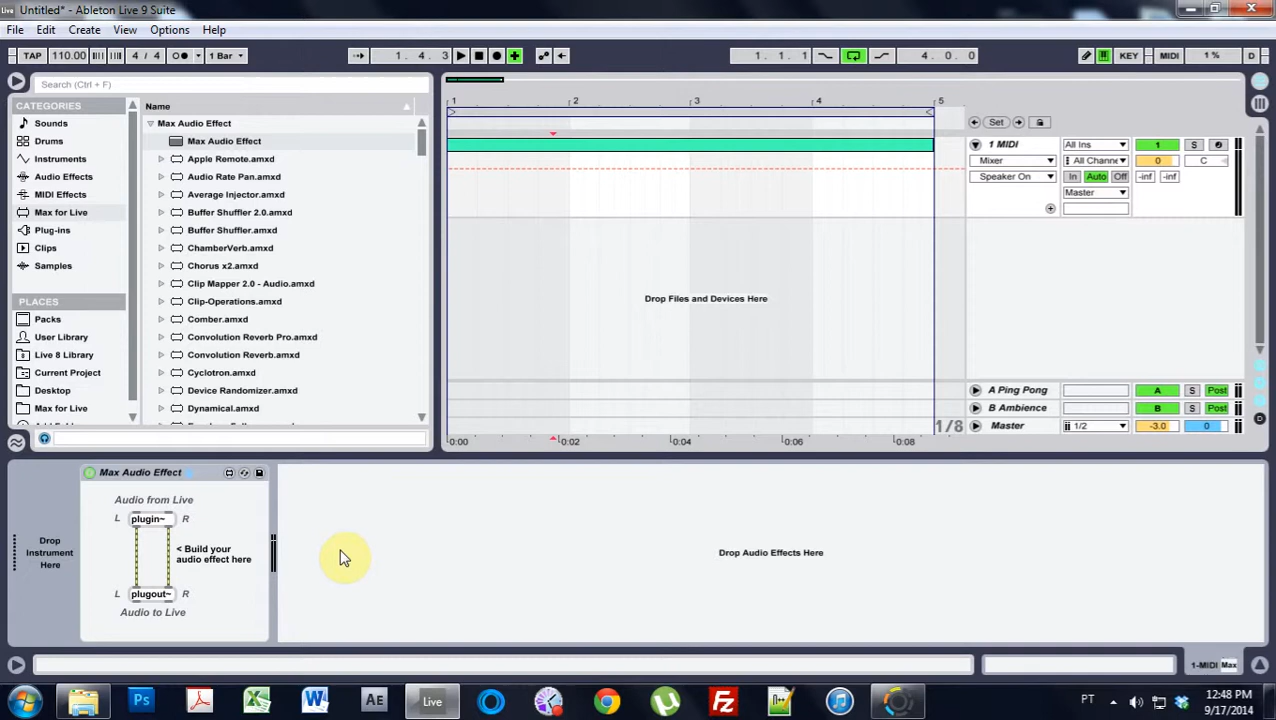 Untitled* - Ableton Live 9 Suite
File Edit Create View Options Help
TAP 110.00 4 / 4 1 Bar 1 . 4 . 3 1 . 1 . 1 4 . 0 . 0 KEY MIDI 1 % D
Search (Ctrl + F)
CATEGORIES
Sounds
Drums
Instruments
Audio Effects
MIDI Effects
Max for Live
Plug-ins
Clips
Samples
PLACES
Packs
User Library
Live 8 Library
Current Project
Desktop
Max for Live
Name
Max Audio Effect
Max Audio Effect
Apple Remote.amxd
Audio Rate Pan.amxd
Average Injector.amxd
Buffer Shuffler 2.0.amxd
Buffer Shuffler.amxd
ChamberVerb.amxd
Chorus x2.amxd
Clip Mapper 2.0 - Audio.amxd
Clip-Operations.amxd
Comber.amxd
Convolution Reverb Pro.amxd
Convolution Reverb.amxd
Cyclotron.amxd
Device Randomizer.amxd
Dynamical.amxd
1 2 3 4 5
Set
Drop Files and Devices Here
1 MIDI All Ins 1 S
Mixer All Channe 0 C
Speaker On In Auto Off -inf -inf
Master
A Ping Pong A S Post
B Ambience B S Post
Master 1/2 -3.0 0
1/8
0:00 0:02 0:04 0:06 0:08
Drop
Instrument
Here
Max Audio Effect
Audio from Live
L plugin~ R
< Build your
audio effect here
L plugout~ R
Audio to Live
Drop Audio Effects Here
1-MIDI Max
Ps W Ae Live Fz PT
12:48 PM
9/17/2014